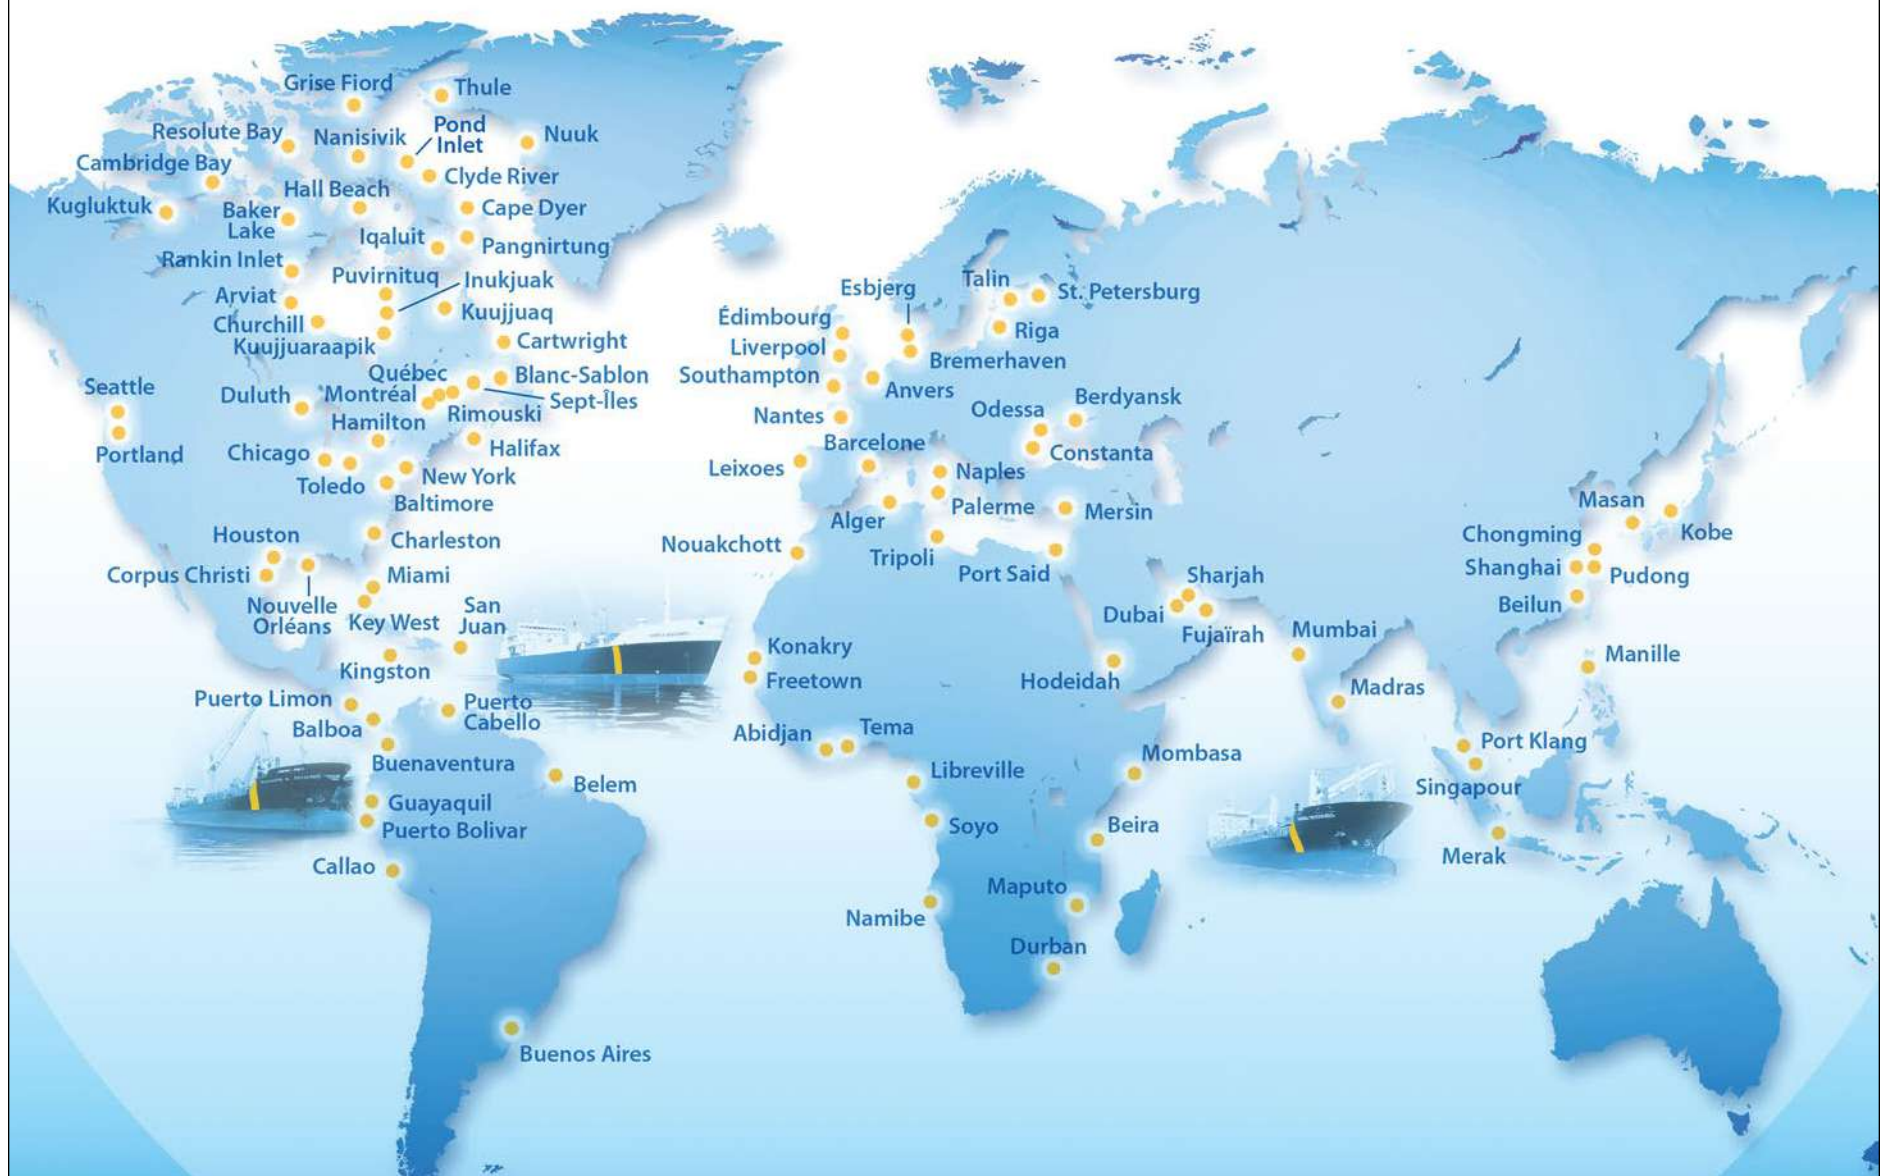 Grise Fiord
Thule
Resolute Bay
Nanisivik
Pond
Inlet
Nuuk
Cambridge Bay
Clyde River
Hall Beach
Kugluktuk
Baker
Lake
Cape Dyer
Iqaluit
Pangnirtung
Rankin Inlet
Puvirnituq
Inukjuak
Arviat
Churchill
Kuujjuaq
Kuujjuaraapik
Cartwright
Québec
Blanc-Sablon
Seattle
Duluth
Montréal
Sept-Îles
Rimouski
Hamilton
Portland
Chicago
Halifax
Toledo
New York
Baltimore
Houston
Charleston
Corpus Christi
Miami
Nouvelle
Orléans
Key West
San
Juan
Kingston
Puerto Limon
Puerto
Cabello
Balboa
Buenaventura
Belem
Guayaquil
Puerto Bolivar
Callao
Buenos Aires
Esbjerg
Talin
St. Petersburg
Édimbourg
Riga
Liverpool
Bremerhaven
Southampton
Anvers
Berdyansk
Nantes
Odessa
Barcelone
Constanta
Leixoes
Naples
Palerme
Alger
Mersin
Nouakchott
Tripoli
Port Said
Sharjah
Dubai
Fujaïrah
Mumbai
Konakry
Freetown
Hodeidah
Madras
Abidjan
Tema
Mombasa
Libreville
Soyo
Beira
Maputo
Namibe
Durban
Masan
Kobe
Chongming
Shanghai
Pudong
Beilun
Manille
Port Klang
Singapour
Merak